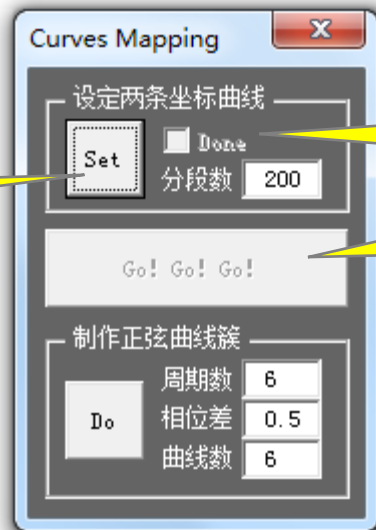 Curves Mapping
设定两条坐标曲线
Set
Done
分段数 200
Go! Go! Go!
制作正弦曲线簇
Do
周期数 6
相位差 0.5
曲线数 6